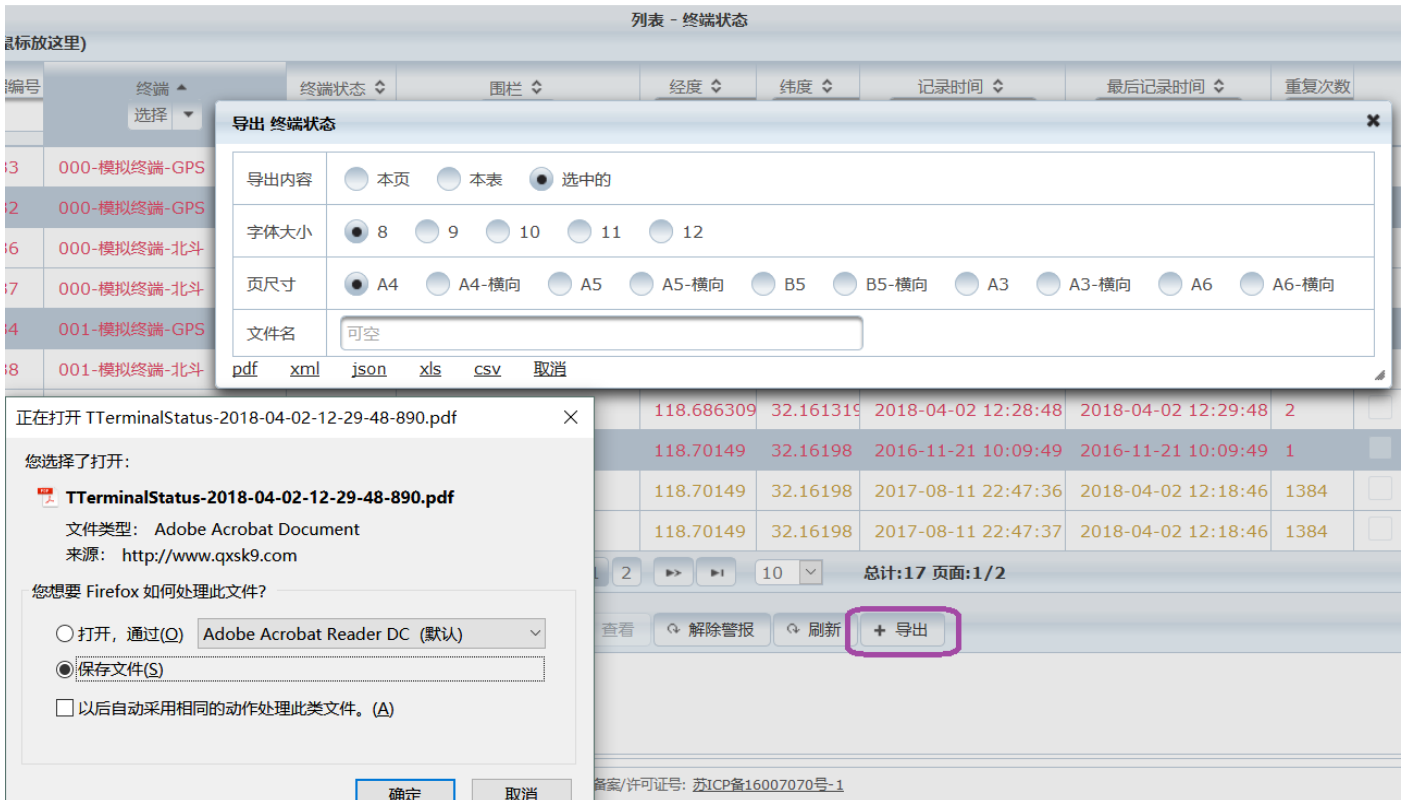 列表 - 终端状态
鼠标放这里)
编号 终端 终端状态 围栏 经度 纬度 记录时间 最后记录时间 重复次数
选择
导出 终端状态
导出内容 本页 本表 选中的
字体大小 8 9 10 11 12
页尺寸 A4 A4-横向 A5 A5-横向 B5 B5-横向 A3 A3-横向 A6 A6-横向
文件名 可空
pdf xml json xls csv 取消
33 000-模拟终端-GPS
32 000-模拟终端-GPS
36 000-模拟终端-北斗
37 000-模拟终端-北斗
34 001-模拟终端-GPS
38 001-模拟终端-北斗
118.686309 32.161319 2018-04-02 12:28:48 2018-04-02 12:29:48 2
118.70149 32.16198 2016-11-21 10:09:49 2016-11-21 10:09:49 1
118.70149 32.16198 2017-08-11 22:47:36 2018-04-02 12:18:46 1384
118.70149 32.16198 2017-08-11 22:47:37 2018-04-02 12:18:46 1384
1 2 10 总计:17 页面:1/2
查看 解除警报 刷新 + 导出
正在打开 TTerminalStatus-2018-04-02-12-29-48-890.pdf
您选择了打开:
TTerminalStatus-2018-04-02-12-29-48-890.pdf
文件类型: Adobe Acrobat Document
来源: http://www.qxsk9.com
您想要 Firefox 如何处理此文件?
打开，通过(O) Adobe Acrobat Reader DC (默认)
保存文件(S)
以后自动采用相同的动作处理此类文件。(A)
确定 取消
备案/许可证号: 苏ICP备16007070号-1